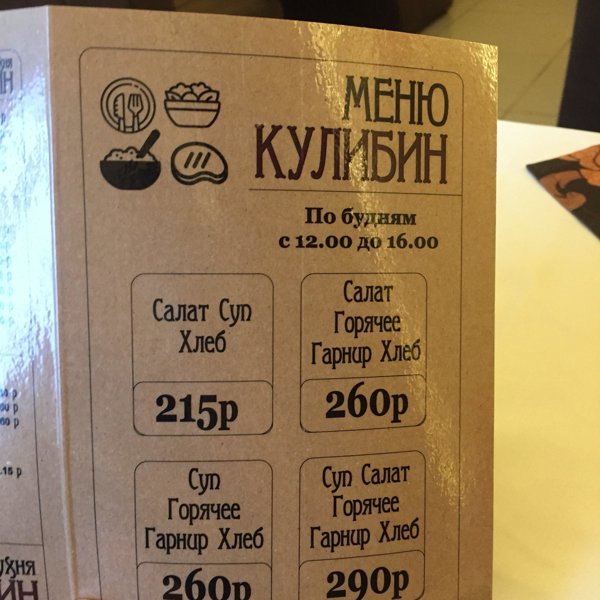 МЕНЮ
КУЛИБИН
По будням
с 12.00 до 16.00
Салат Суп
Хлеб
215р
Салат
Горячее
Гарнир Хлеб
260р
Суп
Горячее
Гарнир Хлеб
260р
Суп Салат
Горячее
Гарнир Хлеб
290р